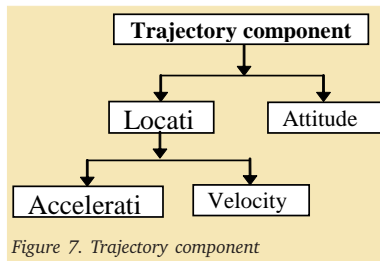 Trajectory component
Locati
Attitude
Accelerati
Velocity
Figure 7. Trajectory component